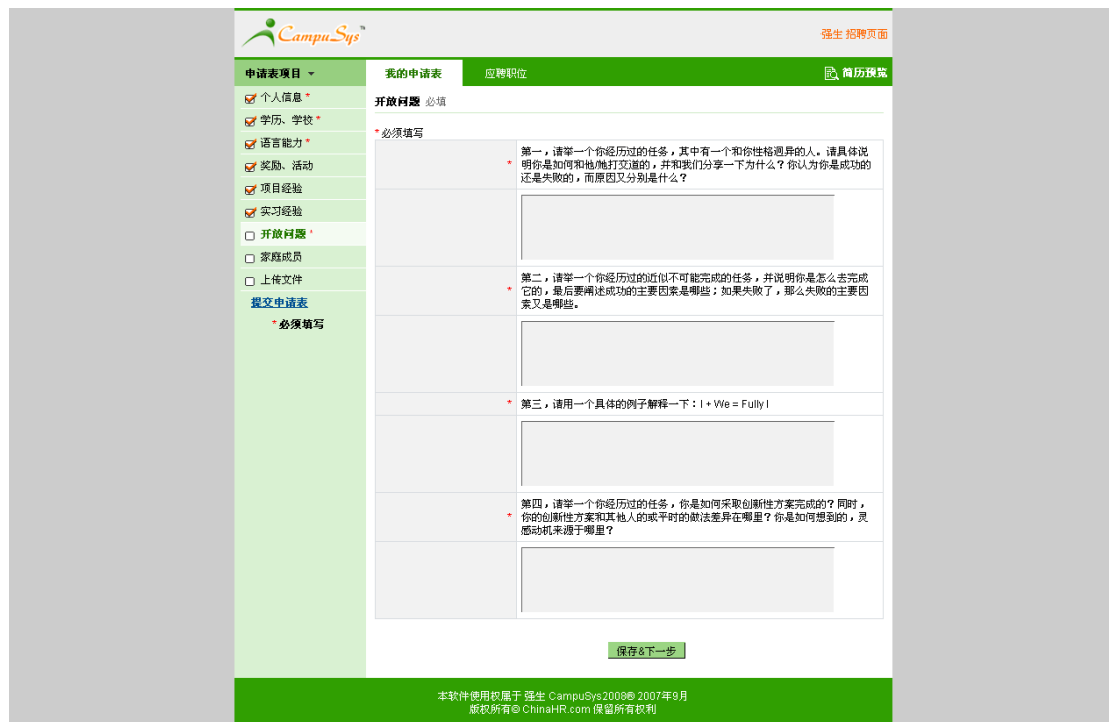 CampuSys™
强生 招聘页面
申请表项目
我的申请表
应聘职位
简历预览
个人信息 *
学历、学校 *
语言能力 *
奖励、活动
项目经验
实习经验
开放问题 *
家庭成员
上传文件
提交申请表
* 必须填写
开放问题 必填
* 必须填写
* 第一，请举一个你经历过的任务，其中有一个和你性格迥异的人。请具体说
明你是如何和他/她打交道的，并和我们分享一下为什么？你认为你是成功的
还是失败的，而原因又分别是什么？
* 第二，请举一个你经历过的近似不可能完成的任务，并说明你是怎么去完成
它的，最后要阐述成功的主要因素是哪些；如果失败了，那么失败的主要因
素又是哪些。
* 第三，请用一个具体的例子解释一下：I + We = Fully I
* 第四，请举一个你经历过的任务，你是如何采取创新性方案完成的？同时，
你的创新性方案和其他人的或平时的做法差异在哪里？你是如何想到的，灵
感动机来源于哪里？
保存&下一步
本软件使用权属于 强生 CampuSys2008® 2007年9月
版权所有© ChinaHR.com 保留所有权利